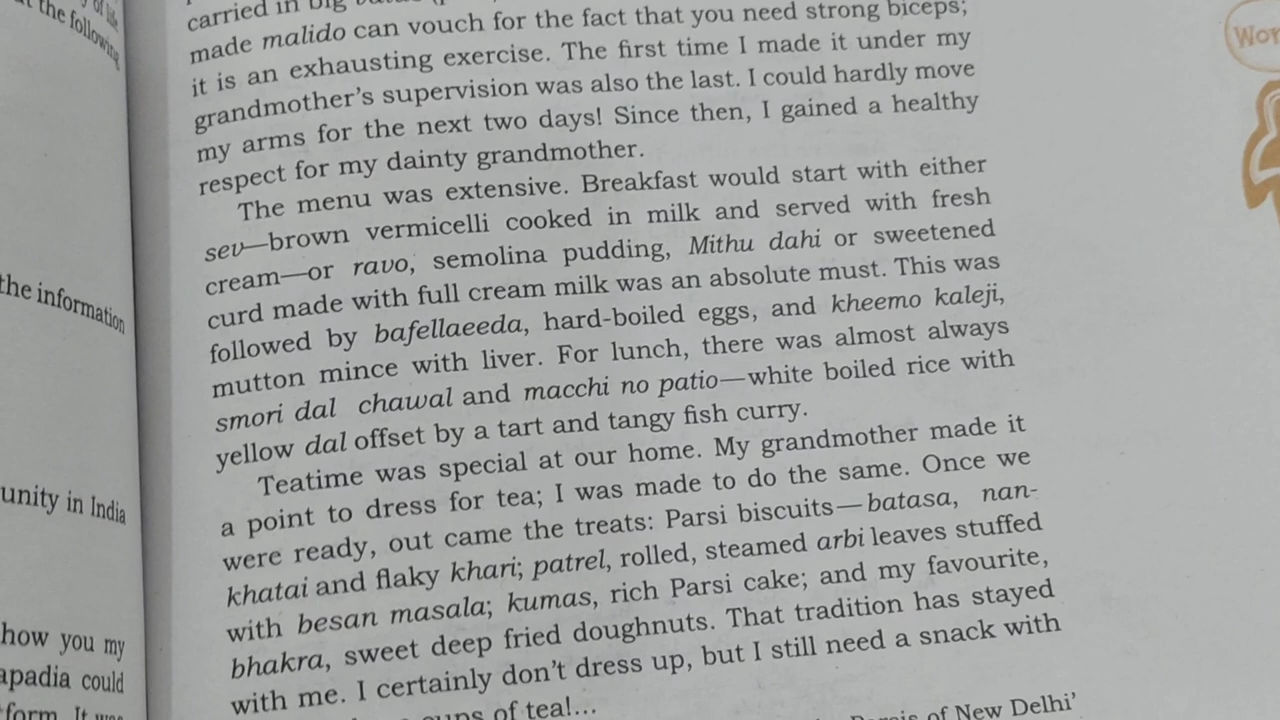 the following
the information
unity in India
how you my
apadia could
form. It was
carried in big
made malido can vouch for the fact that you need strong biceps;
it is an exhausting exercise. The first time I made it under my
grandmother's supervision was also the last. I could hardly move
my arms for the next two days! Since then, I gained a healthy
respect for my dainty grandmother.
The menu was extensive. Breakfast would start with either
sev—brown vermicelli cooked in milk and served with fresh
cream—or ravo, semolina pudding, Mithu dahi or sweetened
curd made with full cream milk was an absolute must. This was
followed by bafellaeeda, hard-boiled eggs, and kheemo kaleji,
mutton mince with liver. For lunch, there was almost always
smori dal chawal and macchi no patio—white boiled rice with
yellow dal offset by a tart and tangy fish curry.
Teatime was special at our home. My grandmother made it
a point to dress for tea; I was made to do the same. Once we
were ready, out came the treats: Parsi biscuits—batasa, nan-
khatai and flaky khari; patrel, rolled, steamed arbi leaves stuffed
with besan masala; kumas, rich Parsi cake; and my favourite,
bhakra, sweet deep fried doughnuts. That tradition has stayed
with me. I certainly don't dress up, but I still need a snack with
cups of tea!...
Parsis of New Delhi'
Wor